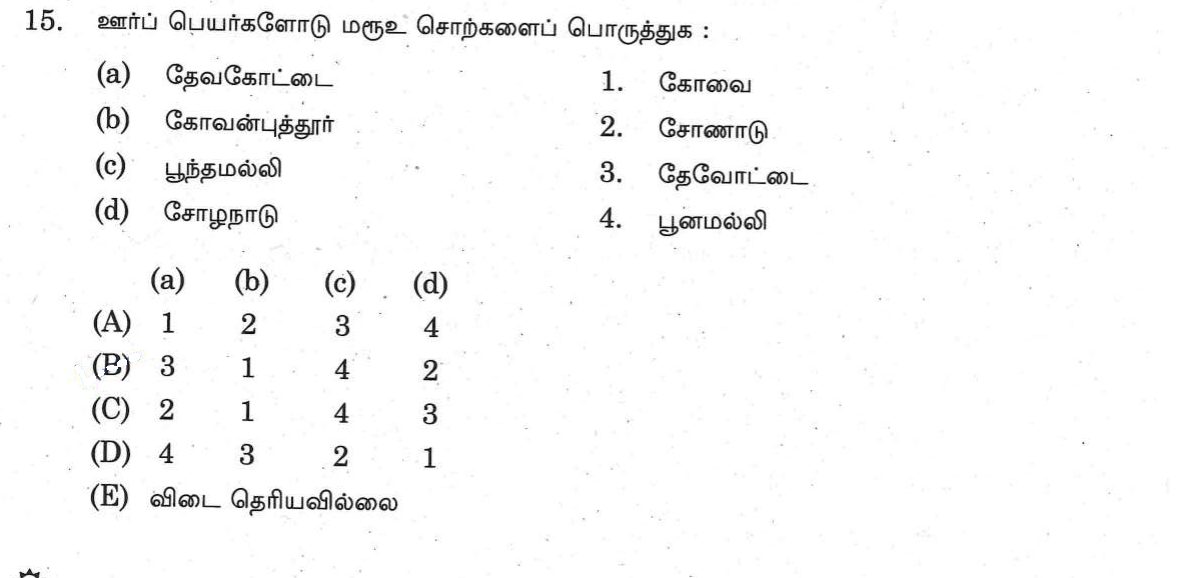 15. ஊர்ப் பெயர்களோடு மரூஉ சொற்களைப் பொருத்துக :
(a) தேவகோட்டை 1. கோவை
(b) கோவன்புத்தூர் 2. சோணாடு
(c) பூந்தமல்லி 3. தேவோட்டை
(d) சோழநாடு 4. பூனமல்லி
(a) (b) (c) (d)
(A) 1 2 3 4
(B) 3 1 4 2
(C) 2 1 4 3
(D) 4 3 2 1
(E) விடை தெரியவில்லை